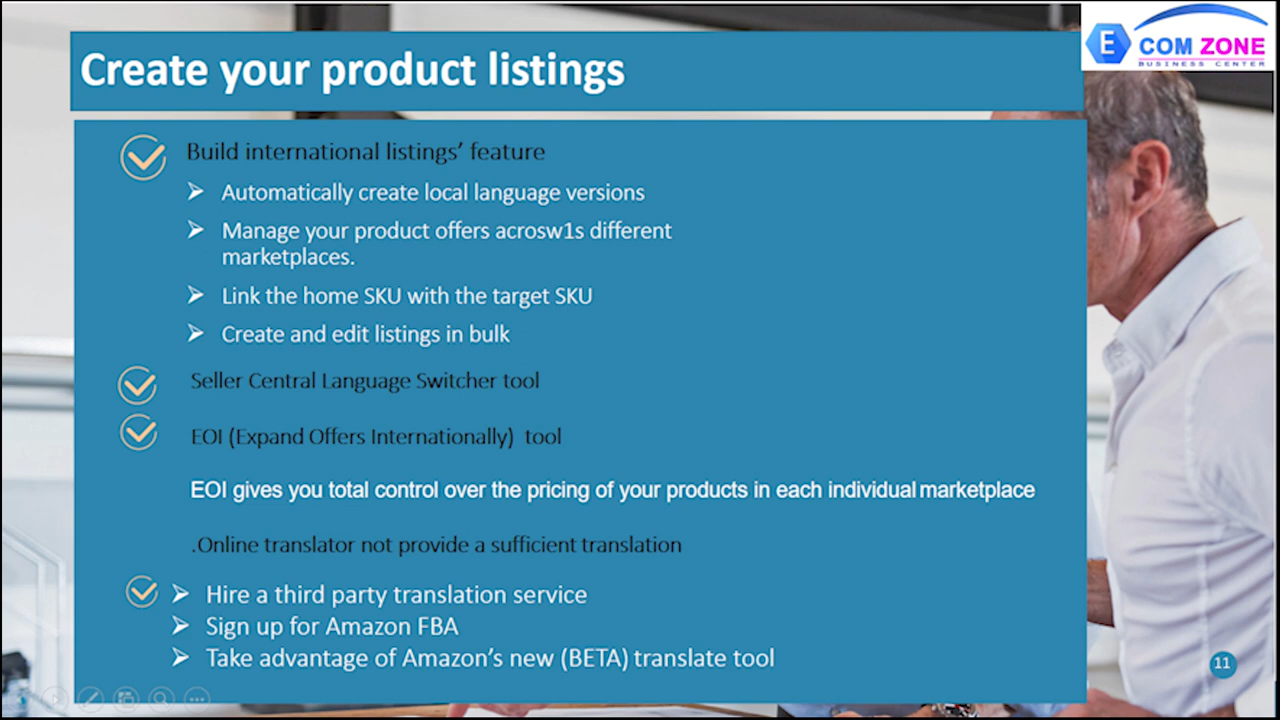 Create your product listings
E COM ZONE
BUSINESS CENTER
Build international listings’ feature
Automatically create local language versions
Manage your product offers acrosw1s different
marketplaces.
Link the home SKU with the target SKU
Create and edit listings in bulk
Seller Central Language Switcher tool
EOI (Expand Offers Internationally)  tool
EOI gives you total control over the pricing of your products in each individual marketplace
.Online translator not provide a sufficient translation
Hire a third party translation service
Sign up for Amazon FBA
Take advantage of Amazon’s new (BETA) translate tool
11